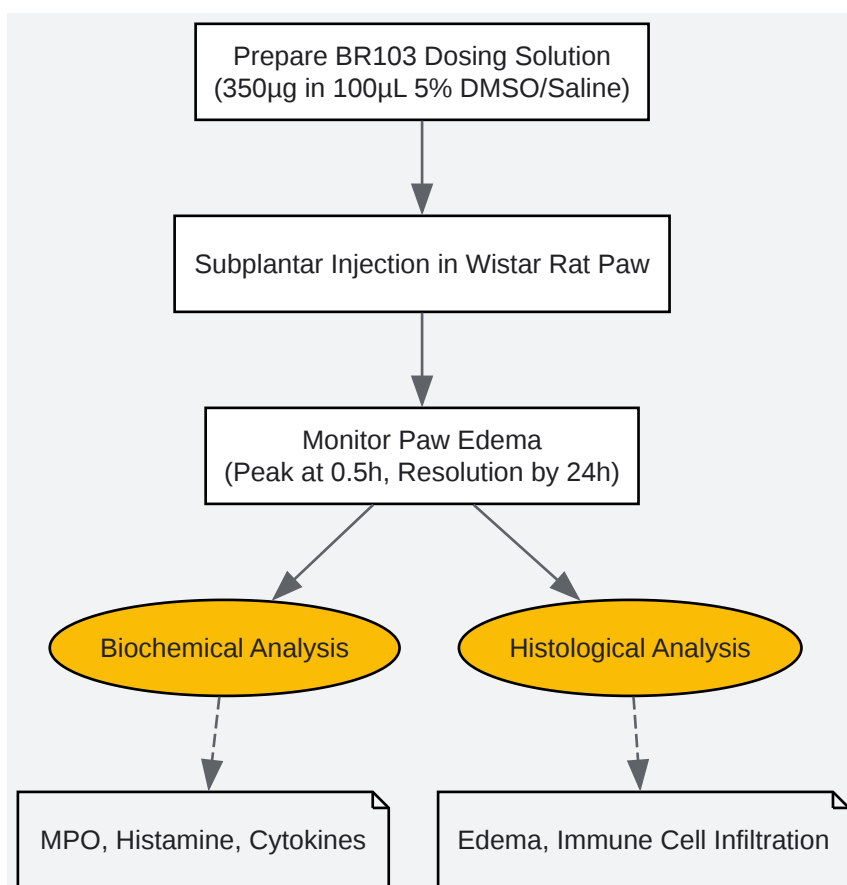 Prepare BR103 Dosing Solution
(350µg in 100µL 5% DMSO/Saline)
Subplantar Injection in Wistar Rat Paw
Monitor Paw Edema
(Peak at 0.5h, Resolution by 24h)
Biochemical Analysis
Histological Analysis
MPO, Histamine, Cytokines
Edema, Immune Cell Infiltration